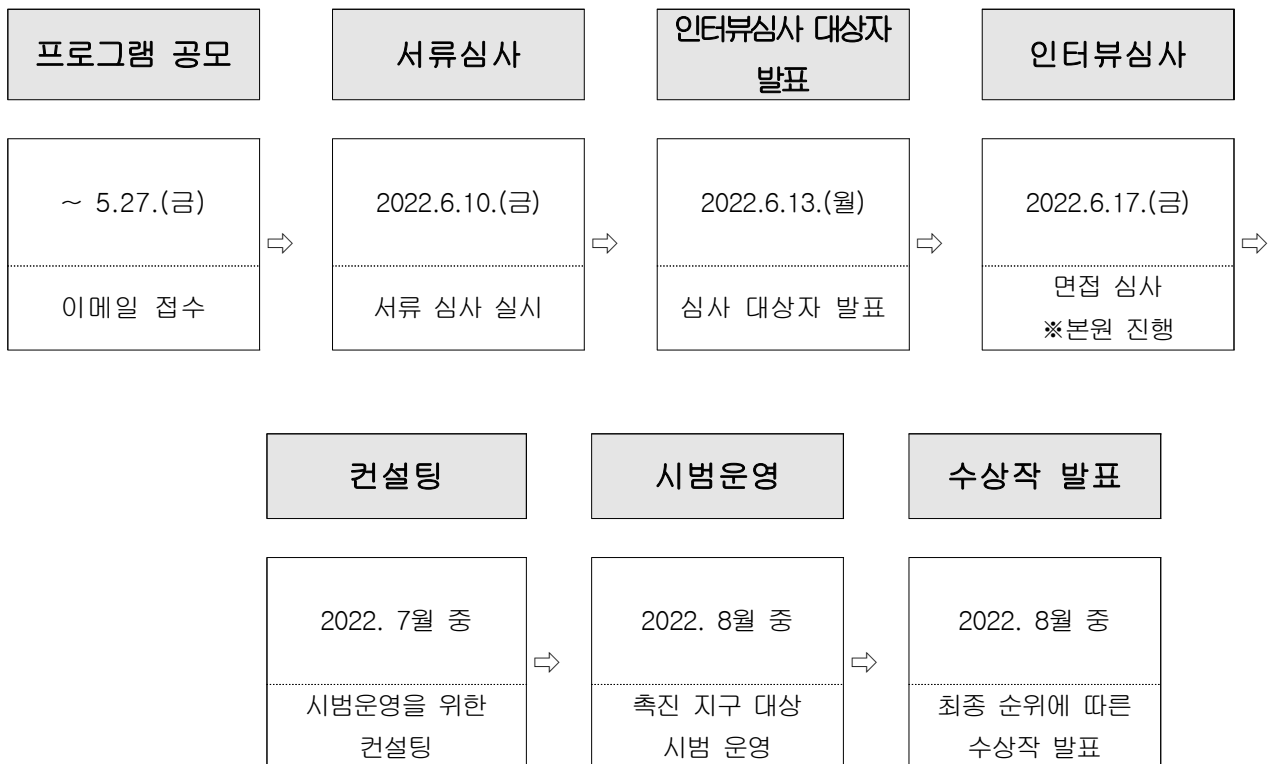 프로그램 공모
서류심사
인터뷰심사 대상자
발표
인터뷰심사
~ 5.27.(금)
2022.6.10.(금)
2022.6.13.(월)
2022.6.17.(금)
⇨
⇨
⇨
⇨
이메일 접수
서류 심사 실시
심사 대상자 발표
면접 심사
※본원 진행
컨설팅
시범운영
수상작 발표
2022. 7월 중
2022. 8월 중
2022. 8월 중
⇨
⇨
시범운영을 위한
컨설팅
촉진 지구 대상
시범 운영
최종 순위에 따른
수상작 발표